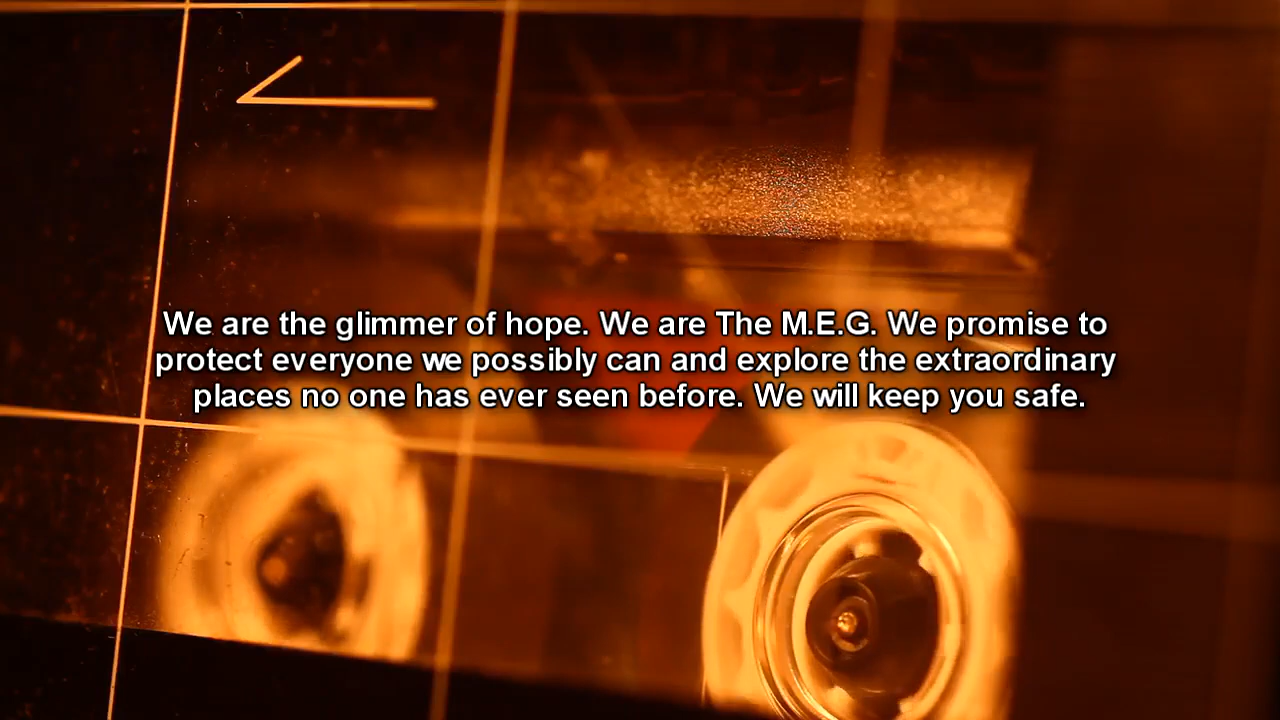 We are the glimmer of hope. We are The M.E.G. We promise to
protect everyone we possibly can and explore the extraordinary
places no one has ever seen before. We will keep you safe.